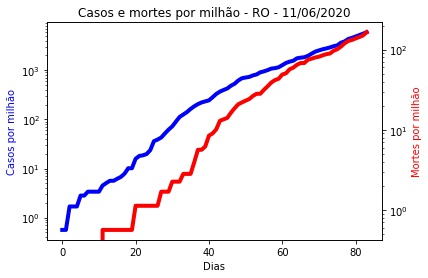 Casos e mortes por milhão - RO - 11/06/2020
Casos por milhão
10³
10²
10¹
10⁰
10²
10¹
10⁰
Mortes por milhão
0 20 40 60 80
Dias